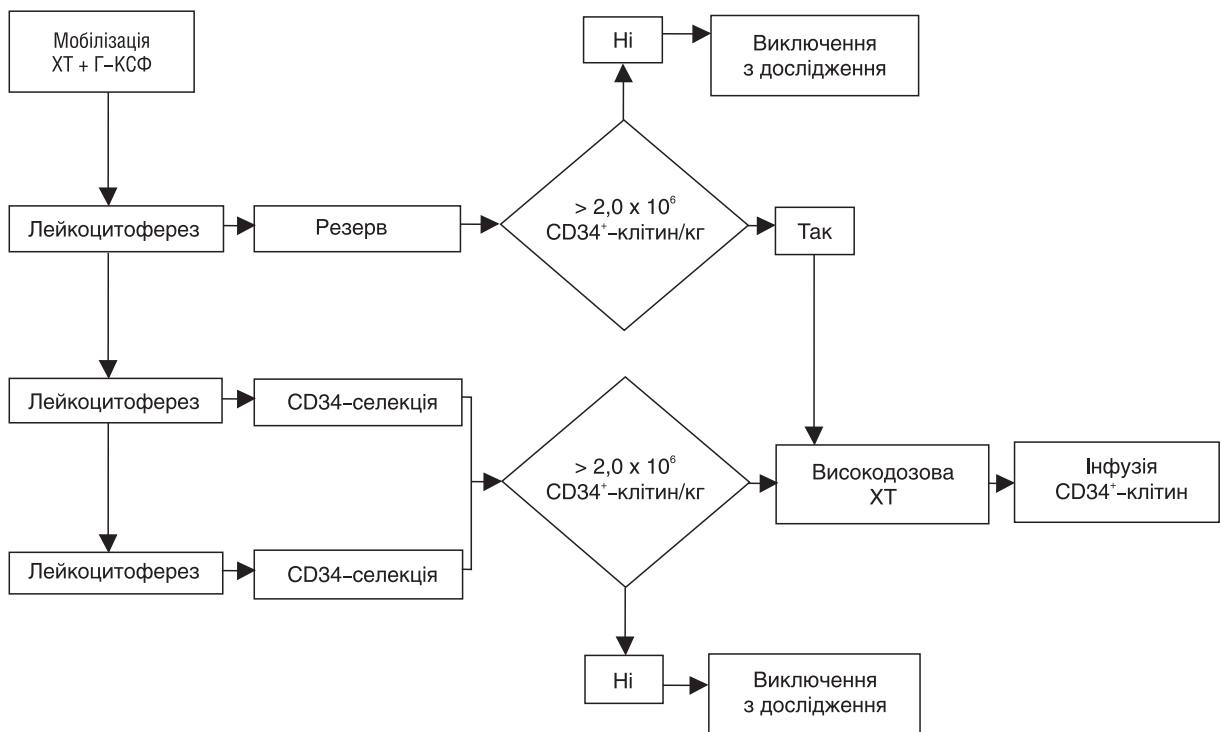 Мобілізація
ХТ + Г–КСФ
Ні
Виключення
з дослідження
Лейкоцитоферез
Резерв
> 2,0 x 10⁶
CD34⁺–клітин/кг
Так
Лейкоцитоферез
CD34–селекція
> 2,0 x 10⁶
CD34⁺–клітин/кг
Високодозова
ХТ
Інфузія
CD34⁺–клітин
Лейкоцитоферез
CD34–селекція
Ні
Виключення
з дослідження